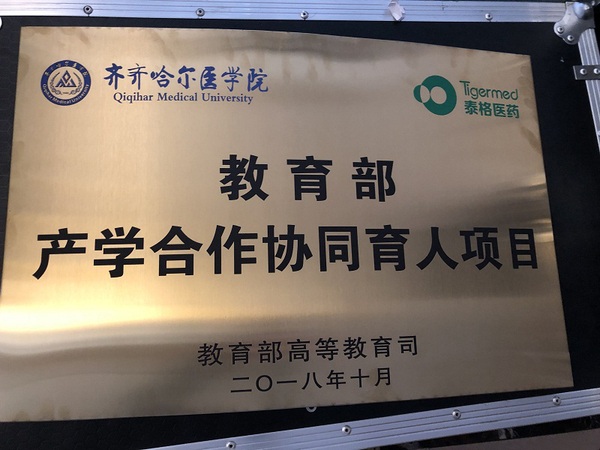 齐齐哈尔医学院
Qiqihar Medical University
Tigermed
泰格医药
教育部
产学合作协同育人项目
教育部高等教育司
二〇一八年十月